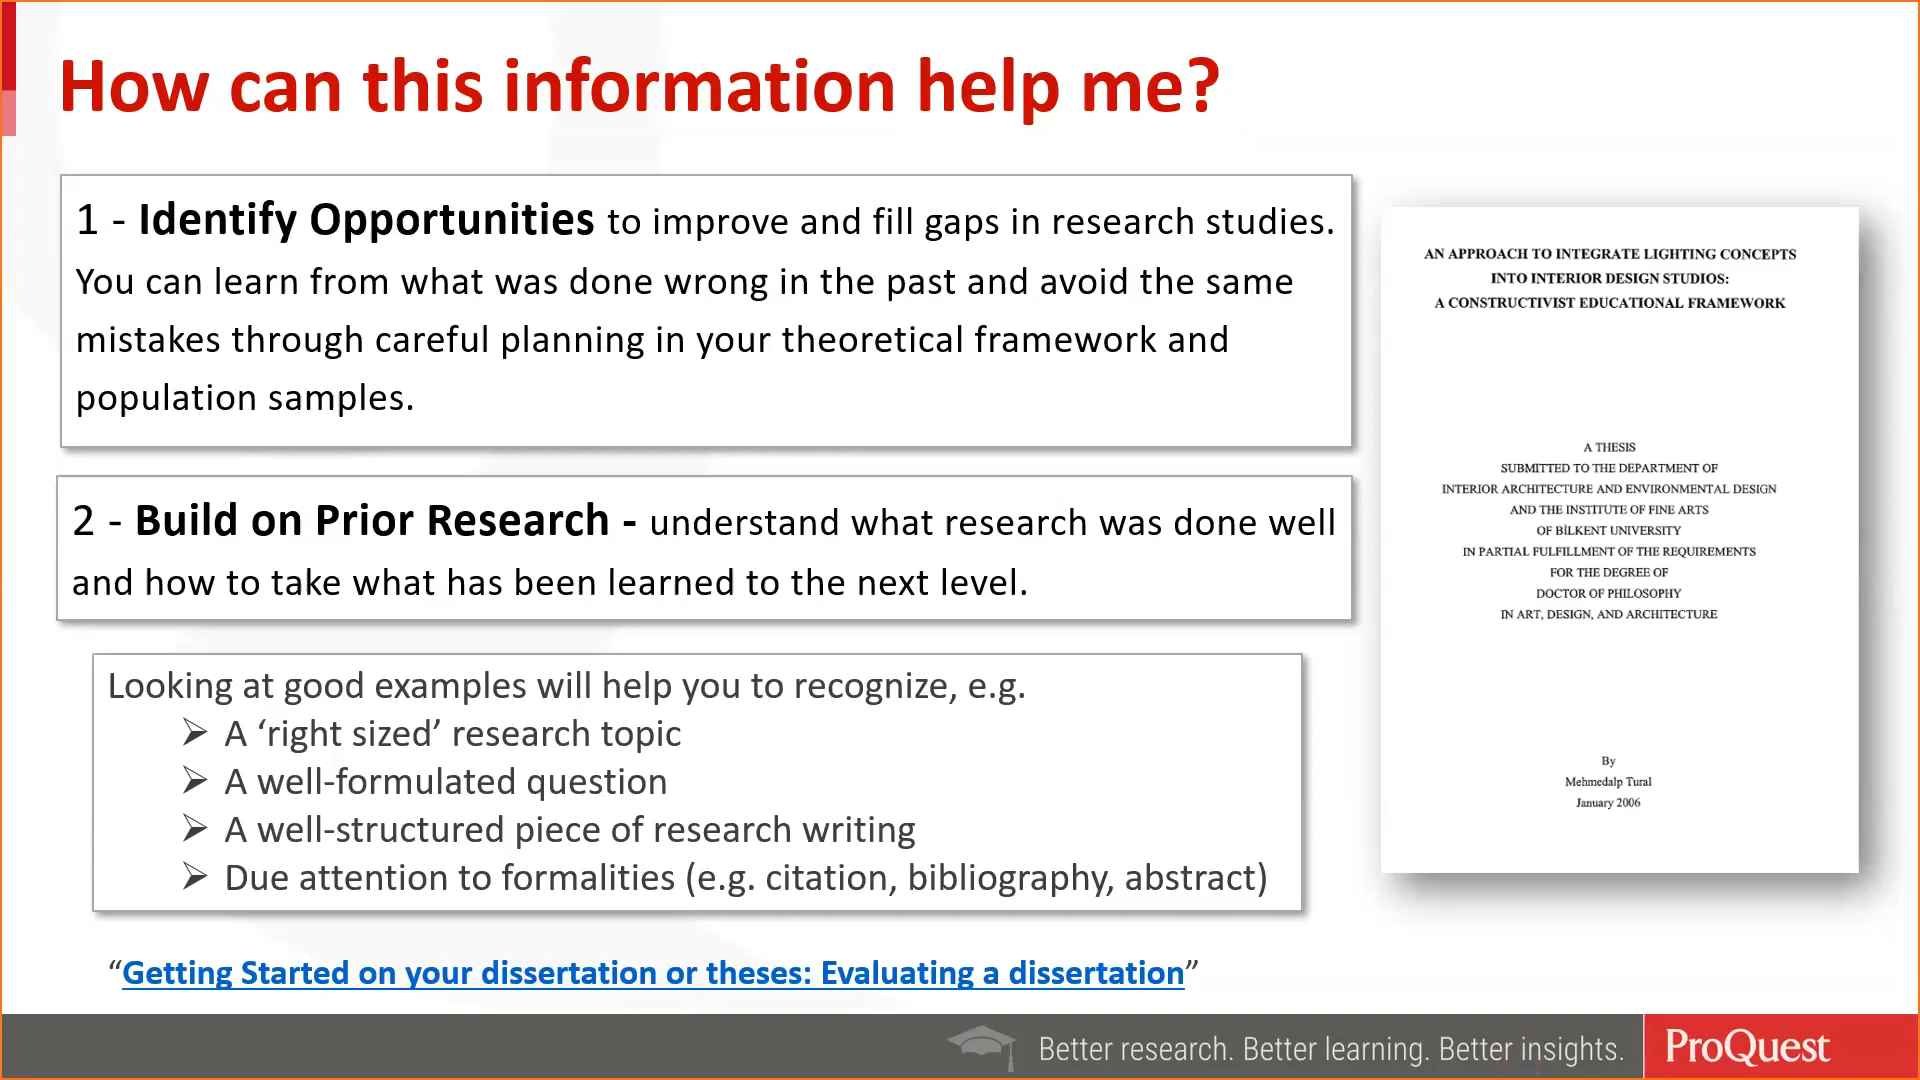 How can this information help me?
1 - Identify Opportunities to improve and fill gaps in research studies.
You can learn from what was done wrong in the past and avoid the same
mistakes through careful planning in your theoretical framework and
population samples.
2 - Build on Prior Research - understand what research was done well
and how to take what has been learned to the next level.
Looking at good examples will help you to recognize, e.g.
➢ A ‘right sized’ research topic
➢ A well-formulated question
➢ A well-structured piece of research writing
➢ Due attention to formalities (e.g. citation, bibliography, abstract)
“Getting Started on your dissertation or theses: Evaluating a dissertation”
AN APPROACH TO INTEGRATE LIGHTING CONCEPTS
INTO INTERIOR DESIGN STUDIOS:
A CONSTRUCTIVIST EDUCATIONAL FRAMEWORK
A THESIS
SUBMITTED TO THE DEPARTMENT OF
INTERIOR ARCHITECTURE AND ENVIRONMENTAL DESIGN
AND THE INSTITUTE OF FINE ARTS
OF BİLKENT UNIVERSITY
IN PARTIAL FULFILLMENT OF THE REQUIREMENTS
FOR THE DEGREE OF
DOCTOR OF PHILOSOPHY
IN ART, DESIGN, AND ARCHITECTURE
By
Mehmedalp Tural
January 2006
Better research. Better learning. Better insights.
ProQuest